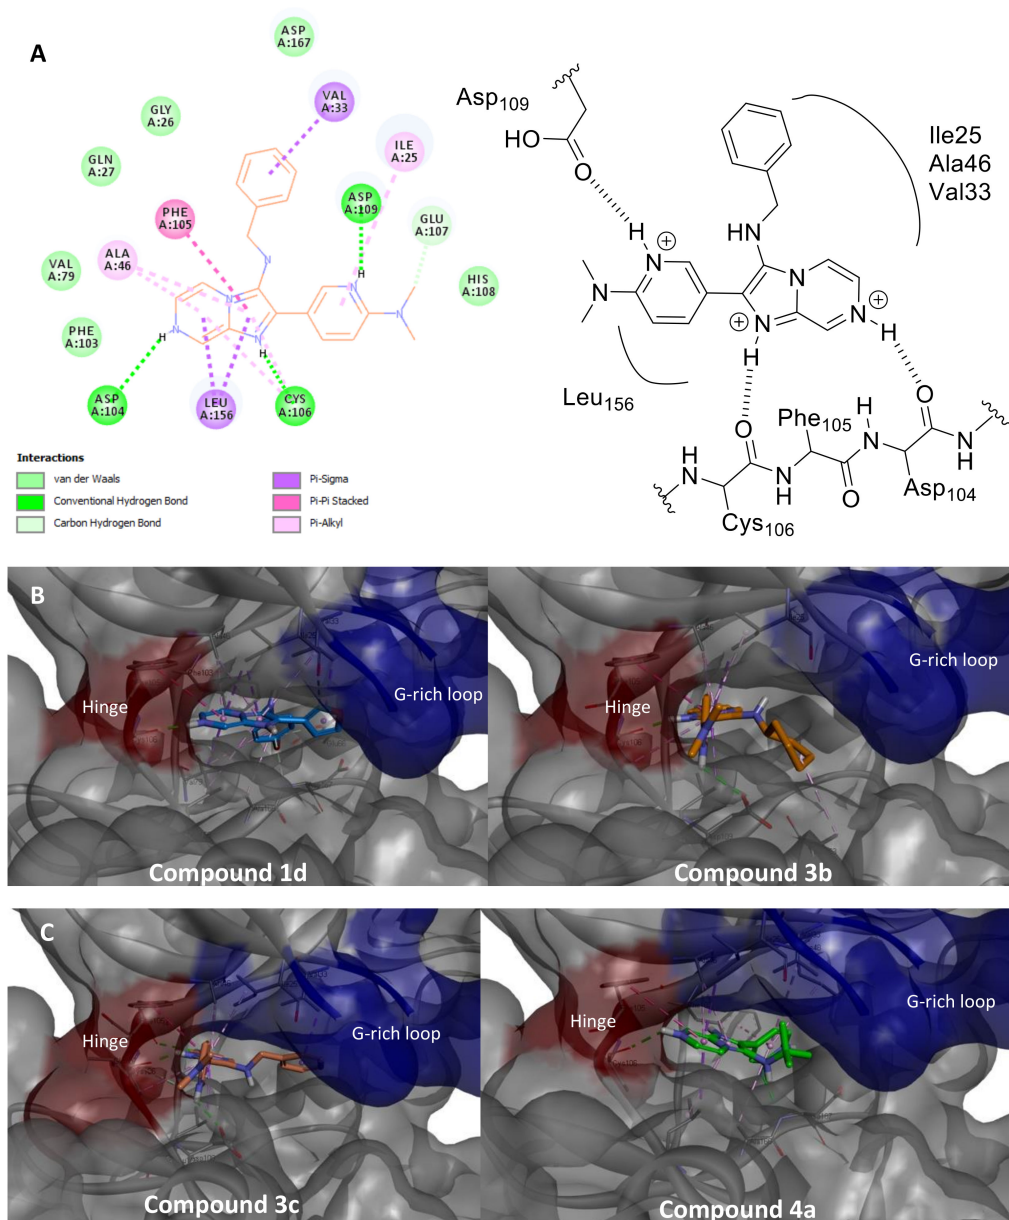 A
ASP
A:167
VAL
A:33
GLY
A:26
ILE
A:25
GLN
A:27
ASP
A:109
PHE
A:105
GLU
A:107
ALA
A:46
VAL
A:79
HIS
A:108
PHE
A:103
ASP
A:104
LEU
A:156
CYS
A:106
N
N
H
N
N
N
N
H
N
H
Interactions
van der Waals
Conventional Hydrogen Bond
Carbon Hydrogen Bond
Pi-Sigma
Pi-Pi Stacked
Pi-Alkyl
Asp109
HO
O
H
N
N
HN
N
N
H
N
H
Ile25
Ala46
Val33
Leu156
O
Phe105
H
N
O
H
N
N
H
O
N
H
Asp104
Cys106
B
Hinge
G-rich loop
Compound 1d
Hinge
G-rich loop
Compound 3b
C
Hinge
G-rich loop
Compound 3c
Hinge
G-rich loop
Compound 4a